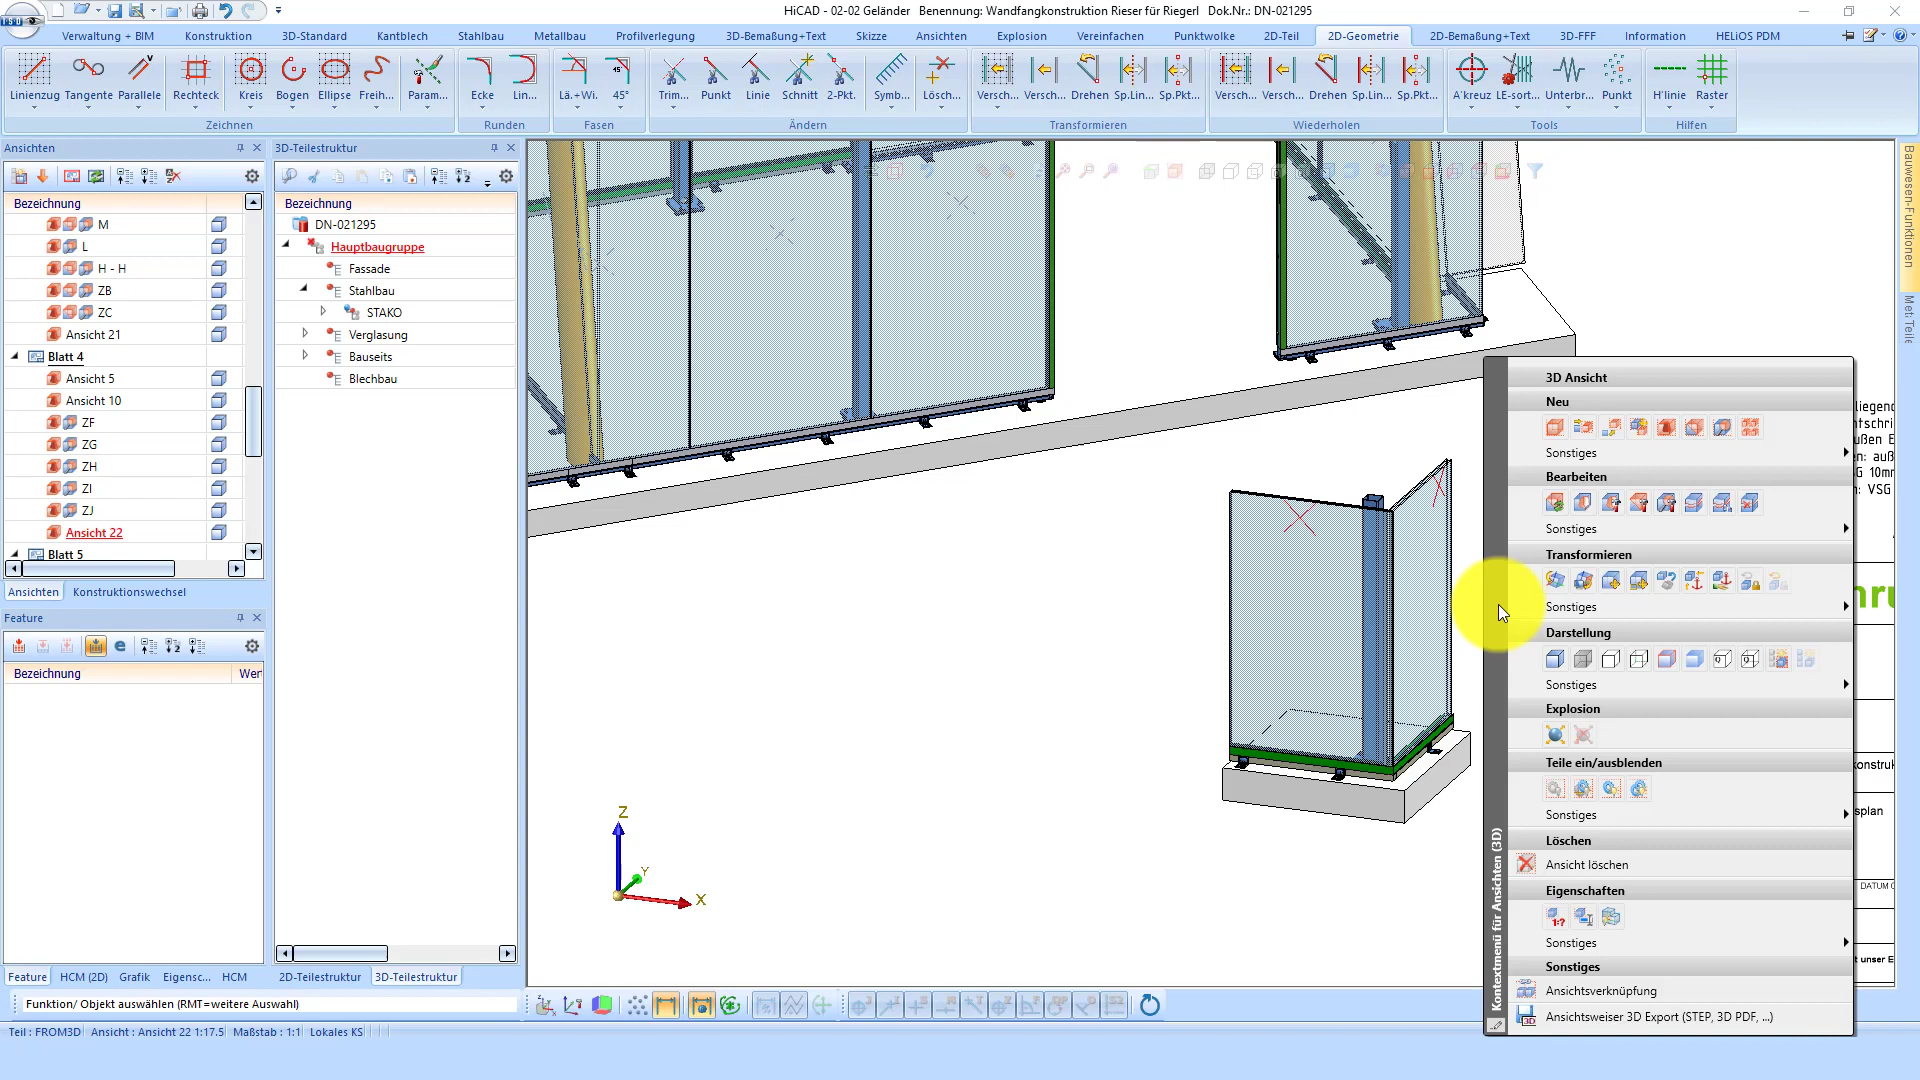 HiCAD - 02-02 Geländer   Benennung: Wandfangkonstruktion Rieser für Riegerl   Dok.Nr.: DN-021295
ISD
Verwaltung + BIM   Konstruktion   3D-Standard   Kantblech   Stahlbau   Metallbau   Profilverlegung   3D-Bemaßung+Text   Skizze   Ansichten   Explosion   Vereinfachen   Punktwolke   2D-Teil   2D-Geometrie   2D-Bemaßung+Text   3D-FFF   Information   HELiOS PDM
Linienzug   Tangente   Parallele   Rechteck   Kreis   Bogen   Ellipse   Freih...   Param...   Ecke   Lin...   Lä.+Wi.   45°   Trim...   Punkt   Linie   Schnitt   2-Pkt.   Symb...   Lösch...   Versch...   Versch...   Drehen   Sp.Lin...   Sp.Pkt...   Versch...   Versch...   Drehen   Sp.Lin...   Sp.Pkt...   A'kreuz   LE-sort...   Unterbr...   Punkt   H'linie   Raster
Zeichnen   Runden   Fasen   Ändern   Transformieren   Wiederholen   Tools   Hilfen
Ansichten
Bezeichnung
M
L
H - H
ZB
ZC
Ansicht 21
Blatt 4
Ansicht 5
Ansicht 10
ZF
ZG
ZH
ZI
ZJ
Ansicht 22
Blatt 5
Ansichten   Konstruktionswechsel
Feature
Bezeichnung   Wert
Feature   HCM (2D)   Grafik   Eigensc...   HCM
3D-Teilestruktur
Bezeichnung
DN-021295
Hauptbaugruppe
Fassade
Stahlbau
STAKO
Verglasung
Bauseits
Blechbau
2D-Teilestruktur   3D-Teilestruktur
Z
Y
X
Bauwesen-Funktionen
Kontextmenü für Ansichten (3D)
3D Ansicht
Neu
Sonstiges
Bearbeiten
Sonstiges
Transformieren
Sonstiges
Darstellung
Sonstiges
Explosion
Teile ein/ausblenden
Sonstiges
Löschen
Ansicht löschen
Eigenschaften
Sonstiges
Sonstiges
Ansichtsverknüpfung
Ansichtsweiser 3D Export (STEP, 3D PDF, ...)
liegend
G 10mm
: VSG
splan
t unser E
Funktion/ Objekt auswählen (RMT=weitere Auswahl)
Teil : FROM3D   Ansicht : Ansicht 22 1:17.5   Maßstab : 1:1   Lokales KS